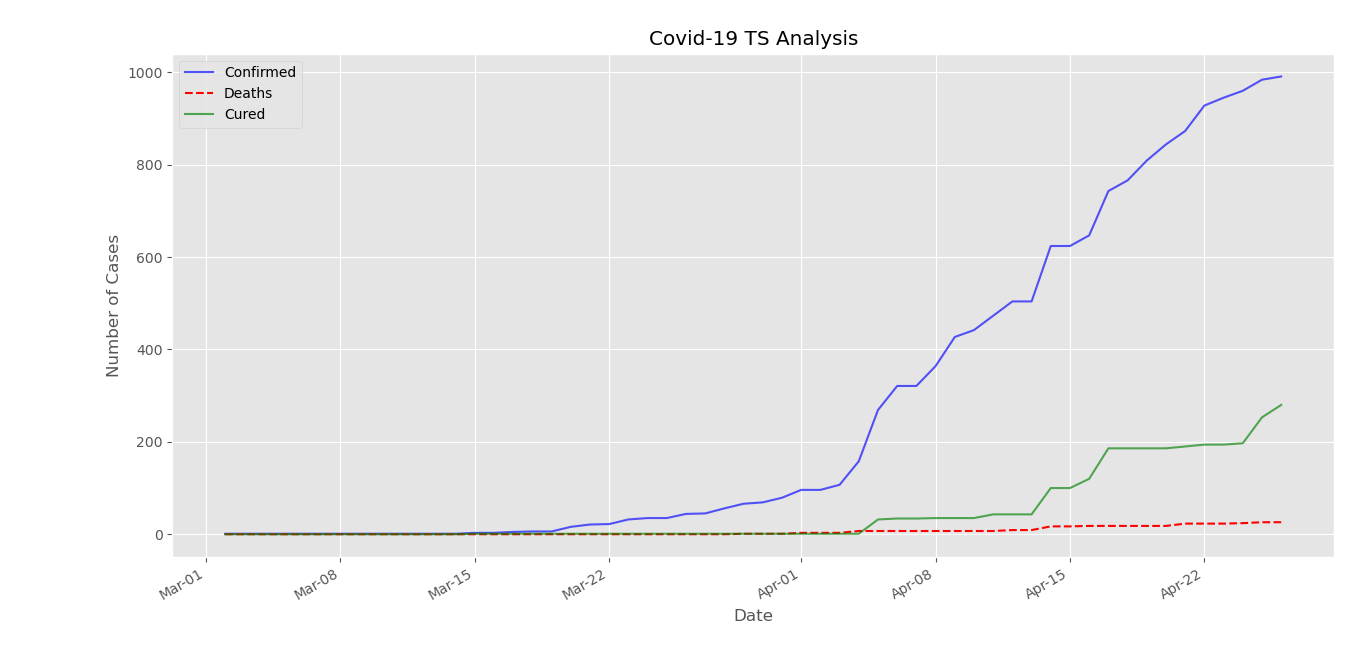 Covid-19 TS Analysis
Confirmed
Deaths
Cured
1000
800
600
400
200
0
Number of Cases
Mar-01
Mar-08
Mar-15
Mar-22
Apr-01
Apr-08
Apr-15
Apr-22
Date